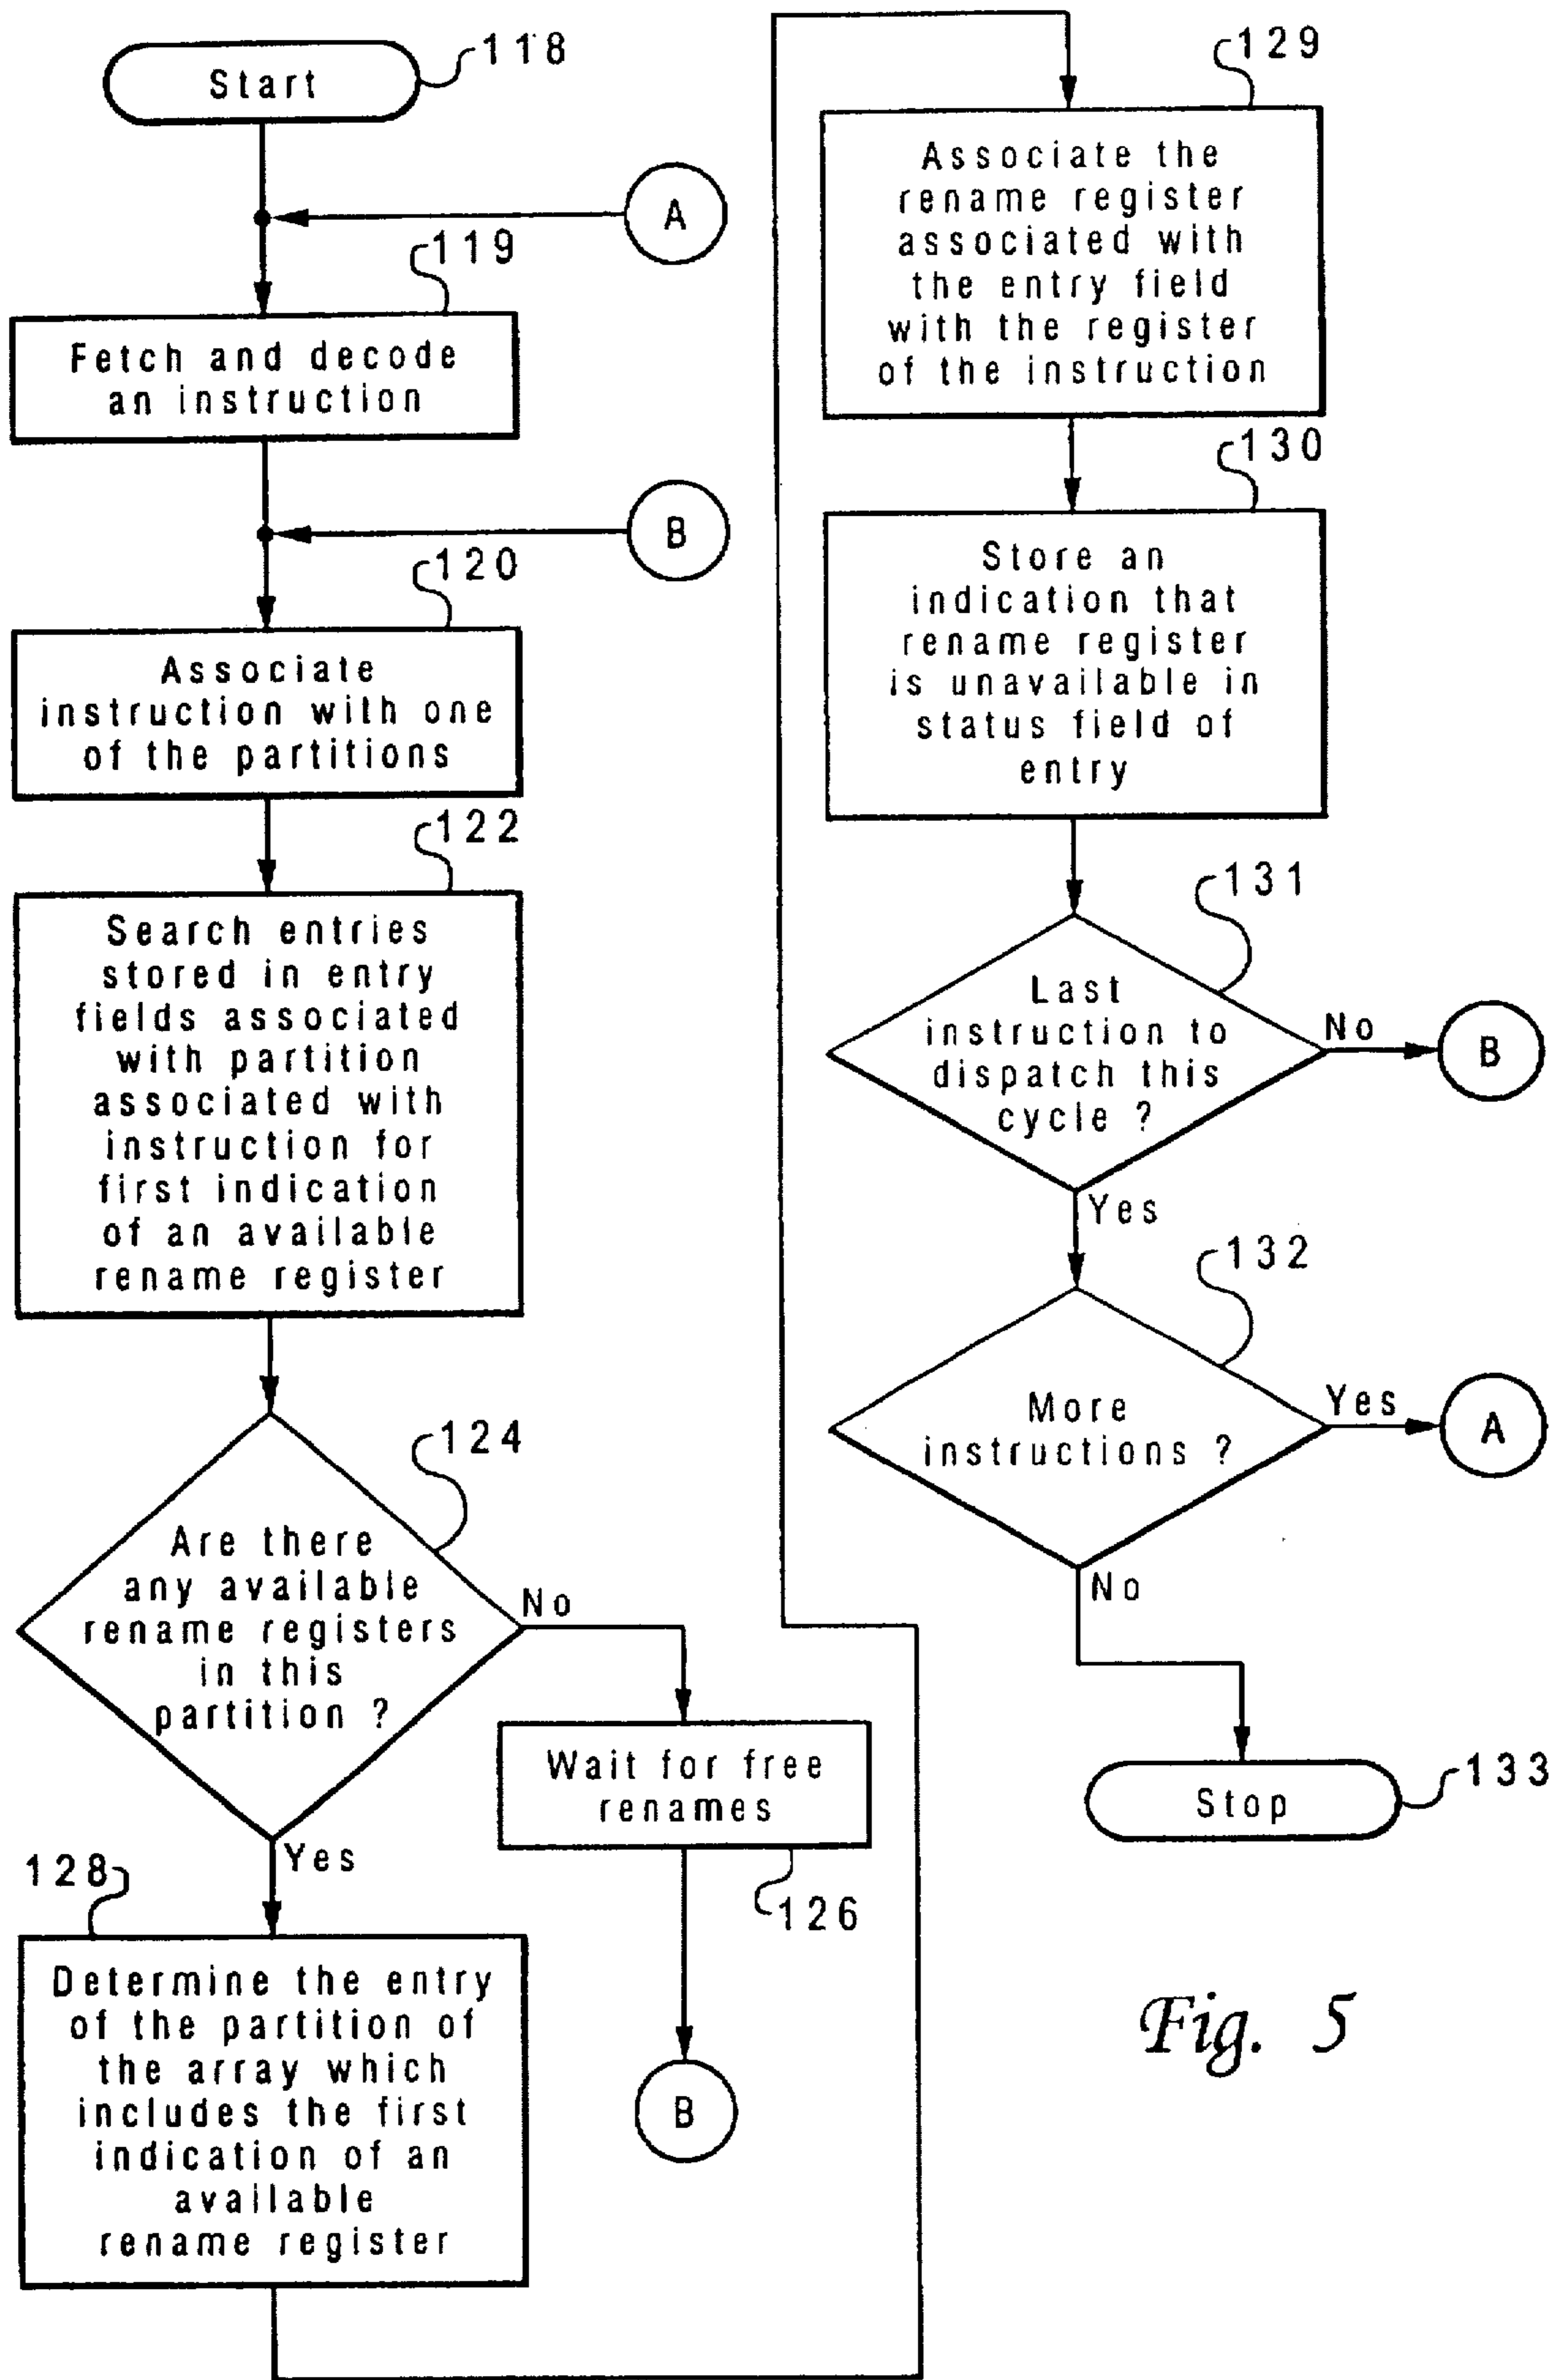 Start
118
A
119
Fetch and decode
an instruction
B
120
Associate
instruction with one
of the partitions
122
Search entries
stored in entry
fields associated
with partition
associated with
instruction for
first indication
of an available
rename register
124
Are there
any available
rename registers
in this
partition ?
No
Wait for free
renames
126
B
Yes
128
Determine the entry
of the partition of
the array which
includes the first
indication of an
available
rename register
129
Associate the
rename register
associated with
the entry field
with the register
of the instruction
130
Store an
indication that
rename register
is unavailable in
status field of
entry
131
Last
instruction to
dispatch this
cycle ?
No
B
Yes
132
More
instructions ?
Yes
A
No
Stop
133
Fig. 5